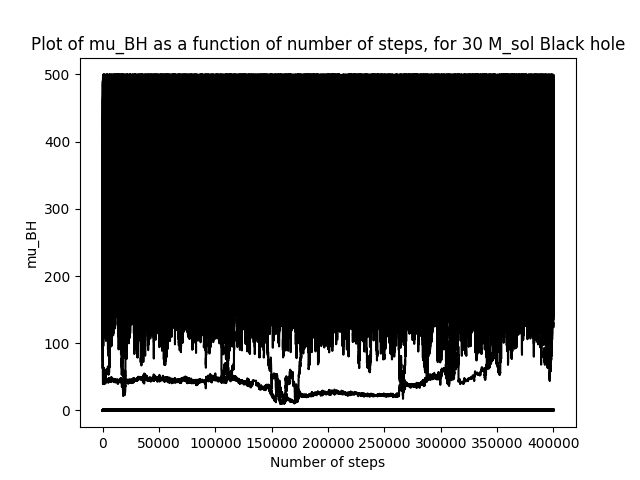 Plot of mu_BH as a function of number of steps, for 30 M_sol Black hole
500
400
300
200
100
0
mu_BH
0 50000 100000 150000 200000 250000 300000 350000 400000
Number of steps